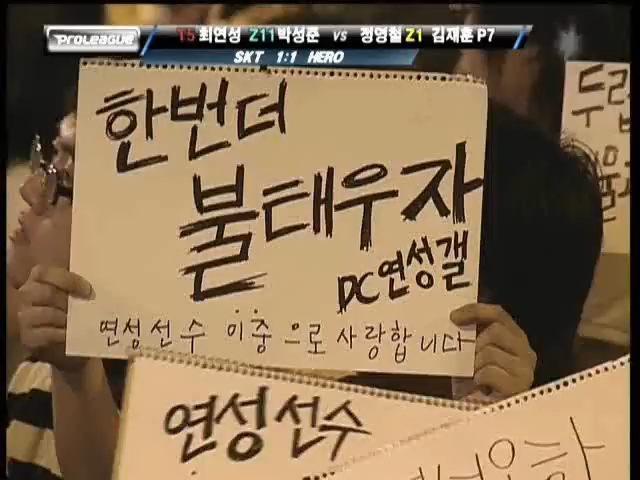 PROLEAGUE
T5 최연성 Z11 박성준 vs 정영철 Z1 김재훈 P7
SKT 1:1 HERO
한번더
불태우자
DC연성갤
연성선수 이중으로 사랑합니다
연성선수